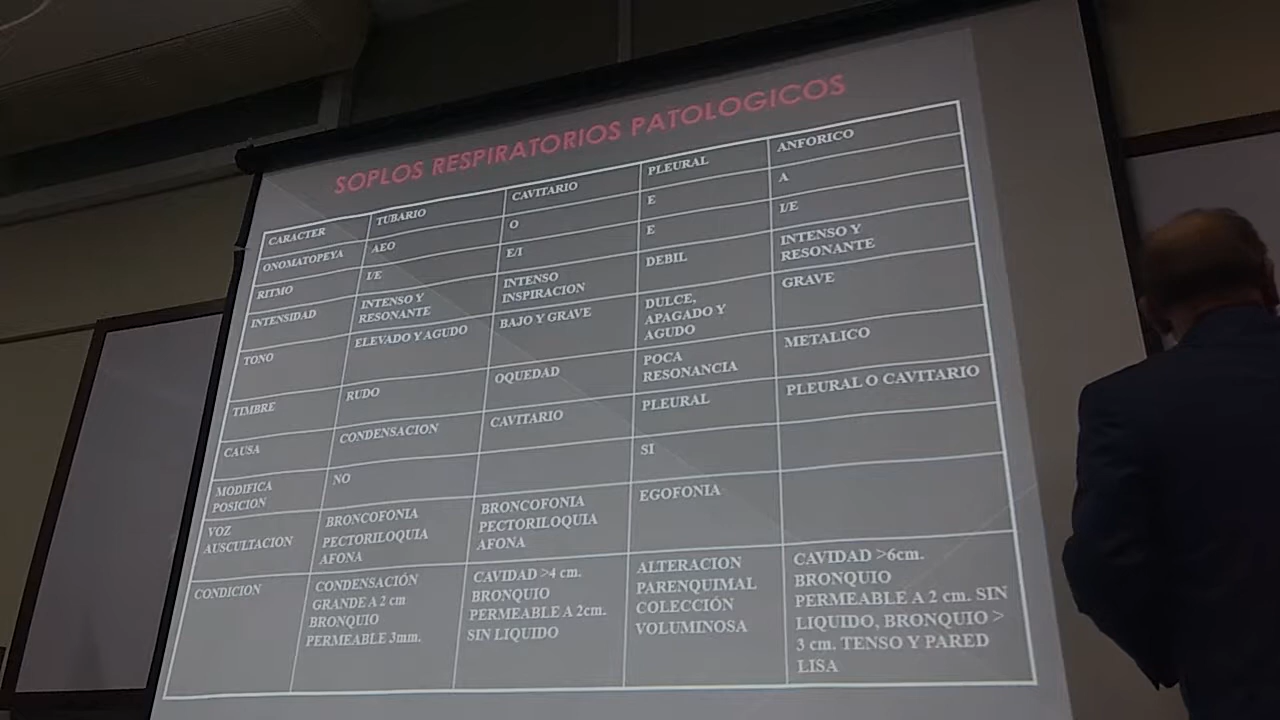 SOPLOS RESPIRATORIOS PATOLOGICOS
CARACTER
TUBARIO
CAVITARIO
PLEURAL
ANFORICO
ONOMATOPEYA
AEO
O
E
A
RITMO
I/E
E/I
E
I/E
INTENSIDAD
INTENSO Y
RESONANTE
INTENSO
INSPIRACION
DEBIL
INTENSO Y
RESONANTE
TONO
ELEVADO Y AGUDO
BAJO Y GRAVE
DULCE,
APAGADO Y
AGUDO
GRAVE
TIMBRE
RUDO
OQUEDAD
POCA
RESONANCIA
METALICO
CAUSA
CONDENSACION
CAVITARIO
PLEURAL
PLEURAL O CAVITARIO
MODIFICA
POSICION
NO
SI
VOZ
AUSCULTACION
BRONCOFONIA
PECTORILOQUIA
AFONA
BRONCOFONIA
PECTORILOQUIA
AFONA
EGOFONIA
CONDICION
CONDENSACIÓN
GRANDE A 2 cm
BRONQUIO
PERMEABLE 3mm.
CAVIDAD >4 cm.
BRONQUIO
PERMEABLE A 2cm.
SIN LIQUIDO
ALTERACION
PARENQUIMAL
COLECCIÓN
VOLUMINOSA
CAVIDAD >6cm.
BRONQUIO
PERMEABLE A 2 cm. SIN
LIQUIDO, BRONQUIO >
3 cm. TENSO Y PARED
LISA